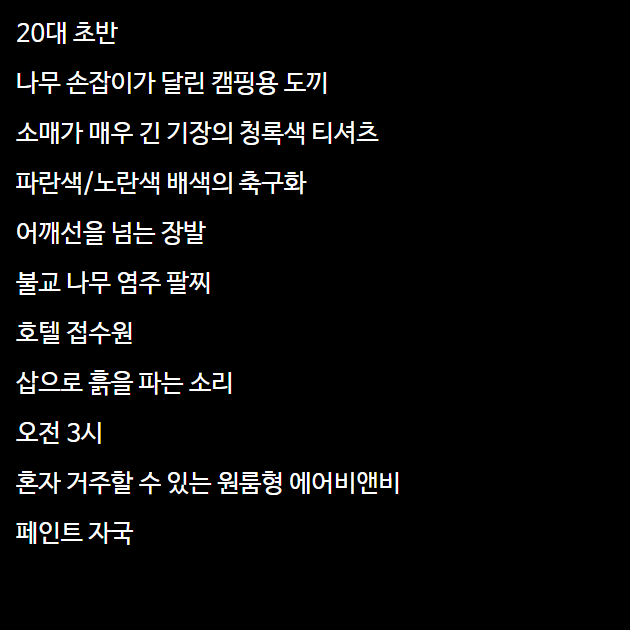 20대 초반
나무 손잡이가 달린 캠핑용 도끼
소매가 매우 긴 기장의 청록색 티셔츠
파란색/노란색 배색의 축구화
어깨선을 넘는 장발
불교 나무 염주 팔찌
호텔 접수원
삽으로 흙을 파는 소리
오전 3시
혼자 거주할 수 있는 원룸형 에어비앤비
페인트 자국